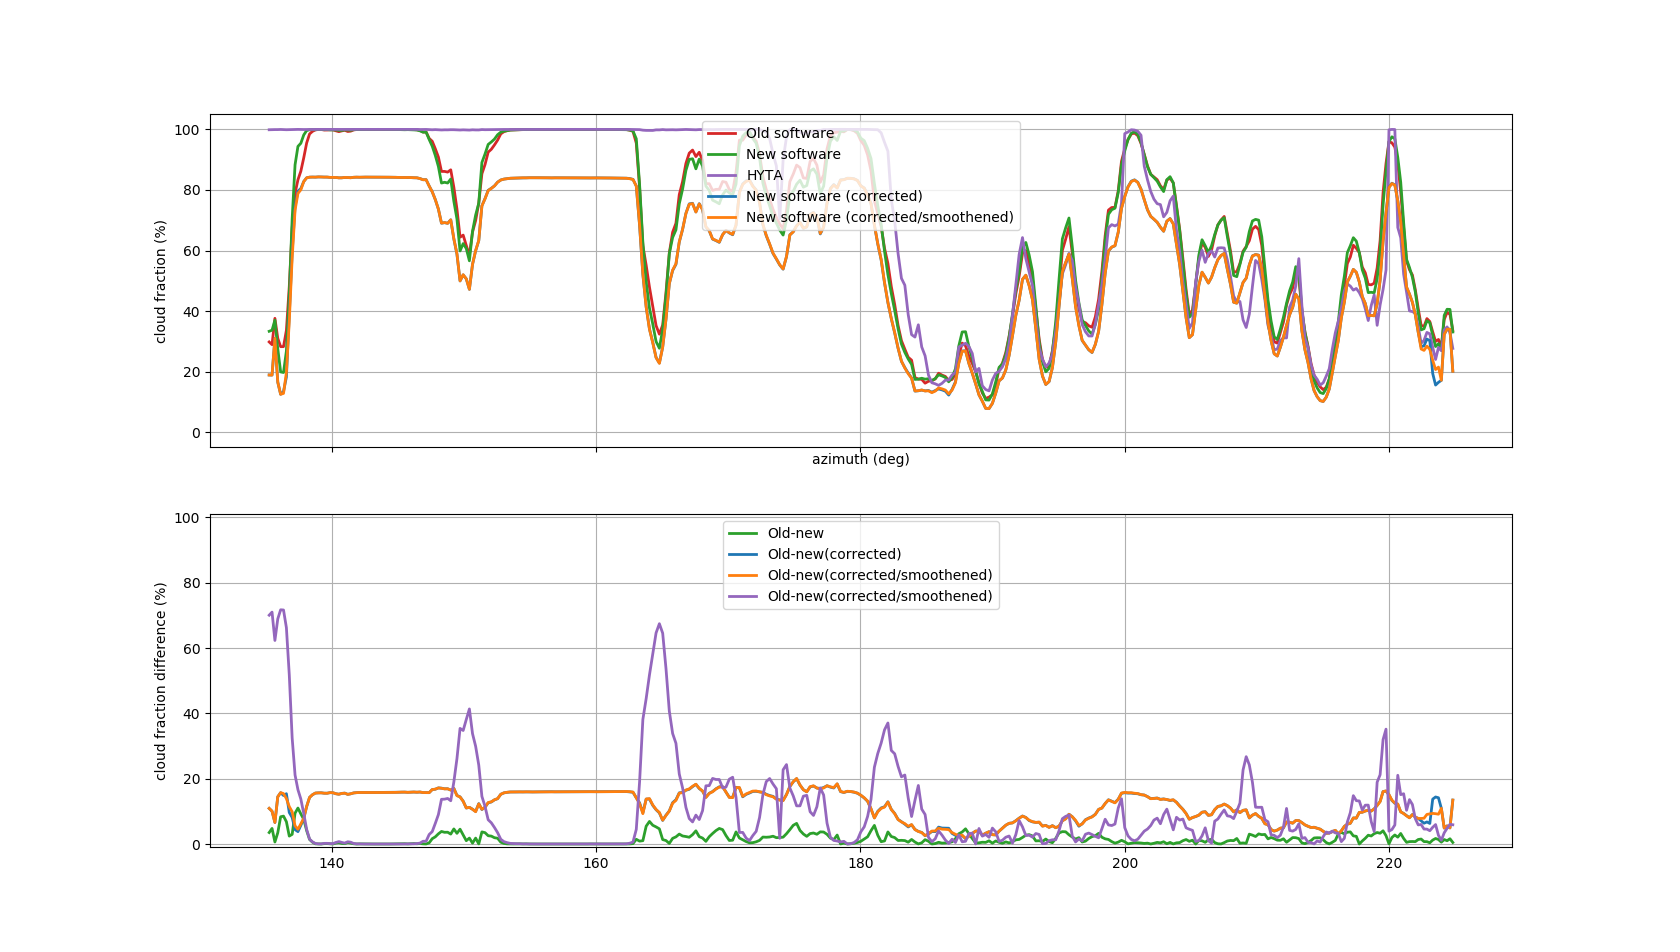 100
80
60
40
20
0
cloud fraction (%)
Old software
New software
HYTA
New software (corrected)
New software (corrected/smoothened)
azimuth (deg)
100
80
60
40
20
0
cloud fraction difference (%)
Old-new
Old-new(corrected)
Old-new(corrected/smoothened)
Old-new(corrected/smoothened)
140 160 180 200 220